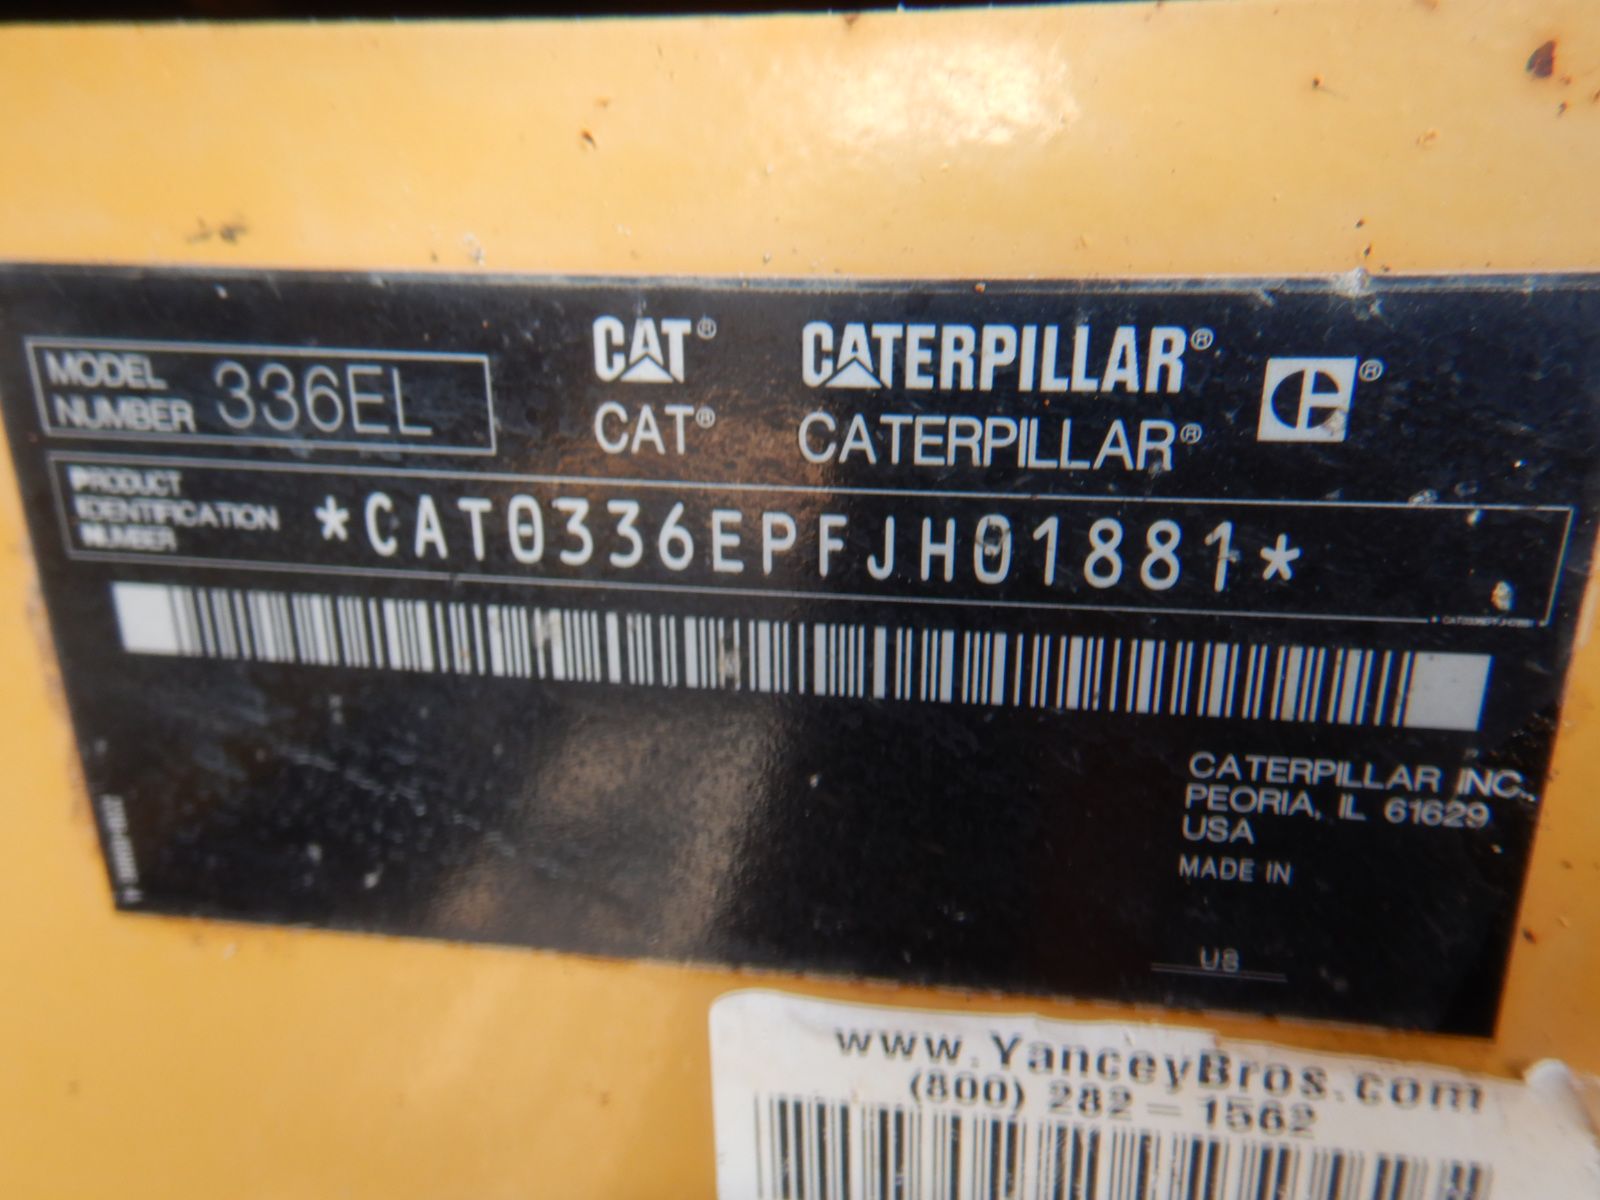 MODEL NUMBER 336EL
CAT® CATERPILLAR® ®
CAT® CATERPILLAR®
PRODUCT
IDENTIFICATION
NUMBER
*CAT0336EPFJH01881*
CATERPILLAR INC.
PEORIA, IL 61629
USA
MADE IN
US
www.YanceyBros.com
(800) 282-1562